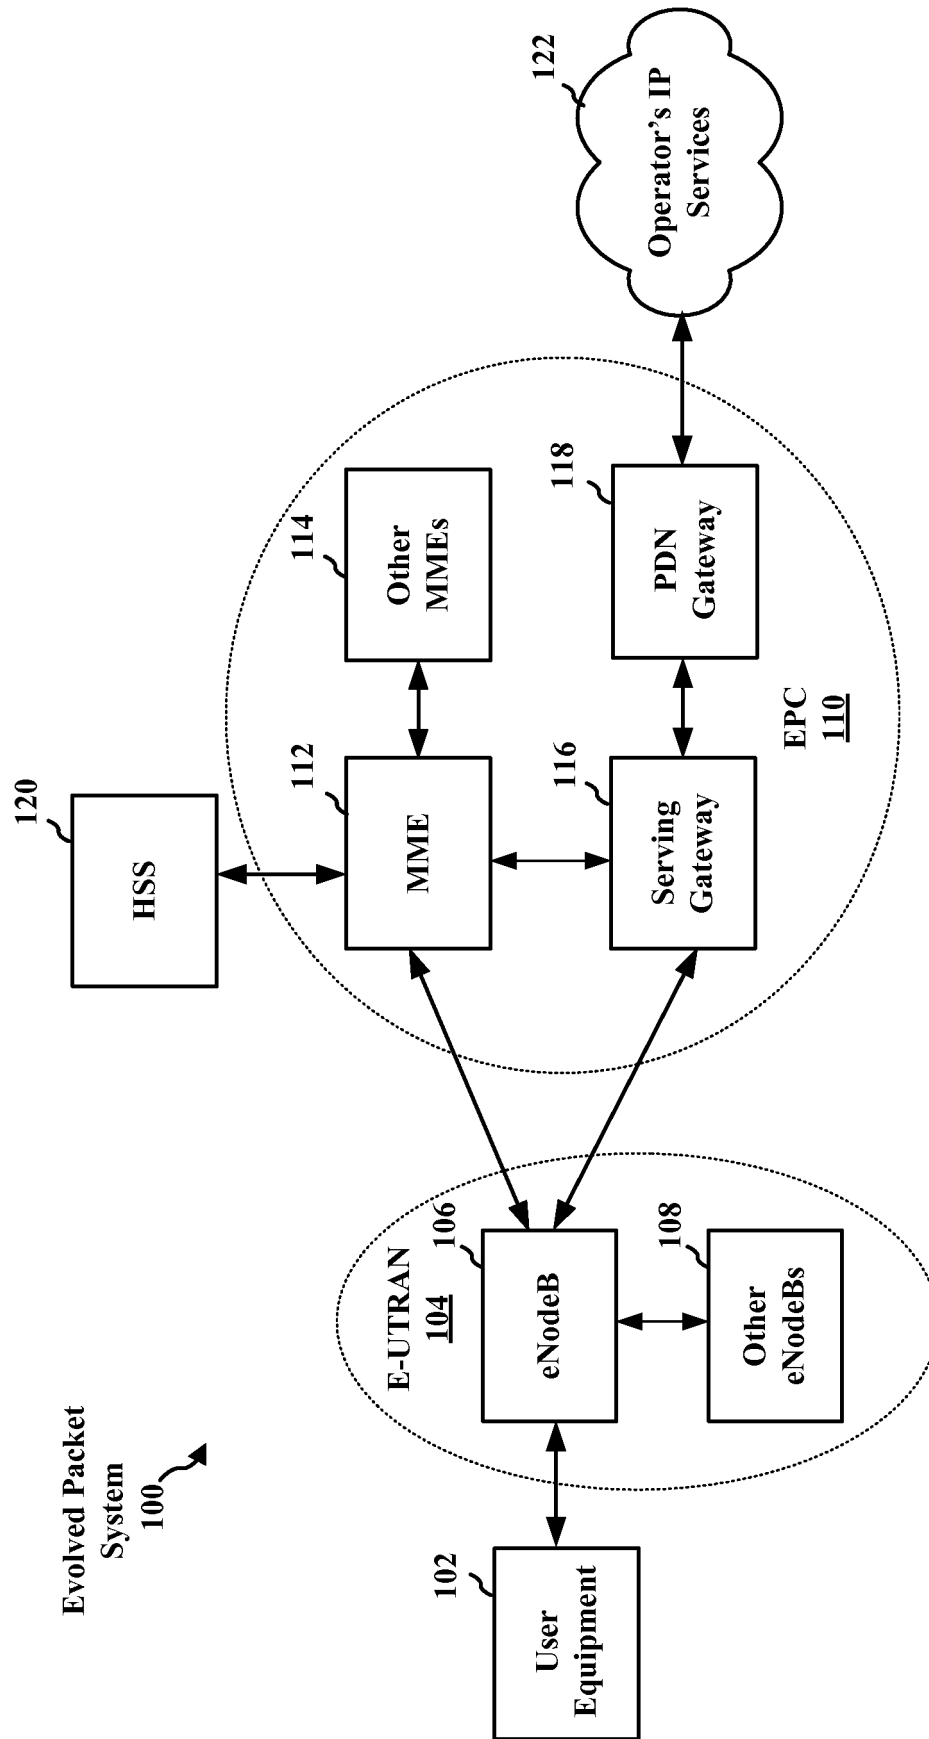 Evolved Packet
System
100
120
HSS
E-UTRAN
104
102
User
Equipment
106
eNodeB
108
Other
eNodeBs
112
MME
114
Other
MMEs
116
Serving
Gateway
118
PDN
Gateway
EPC
110
122
Operator's IP
Services